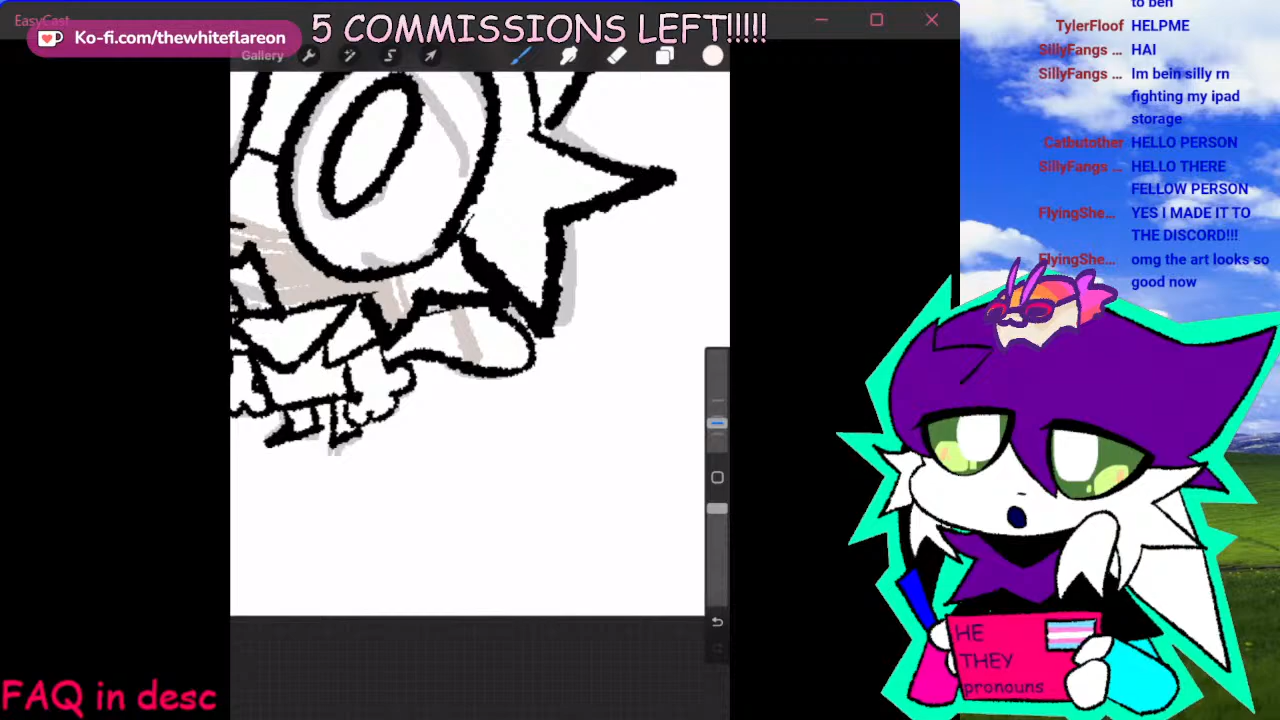 EasyCast
Ko-fi.com/thewhiteflareon
5 COMMISSIONS LEFT!!!!!
Gallery
to ben
TylerFloof HELPME
SillyFangs ... HAI
SillyFangs ... Im bein silly rn
fighting my ipad
storage
Catbutother HELLO PERSON
SillyFangs ... HELLO THERE
FELLOW PERSON
FlyingShe... YES I MADE IT TO
THE DISCORD!!!
FlyingShe... omg the art looks so
good now
HE
THEY
pronouns
FAQ in desc